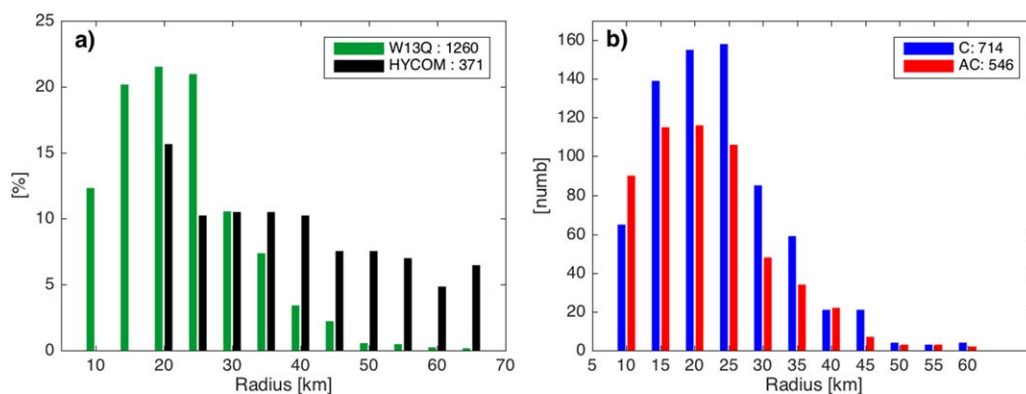 a)
W13Q : 1260
HYCOM : 371
25
20
15
10
5
0
[%]
10 20 30 40 50 60 70
Radius [km]
b)
C: 714
AC: 546
160
140
120
100
80
60
40
20
0
[numb]
5 10 15 20 25 30 35 40 45 50 55 60
Radius [km]